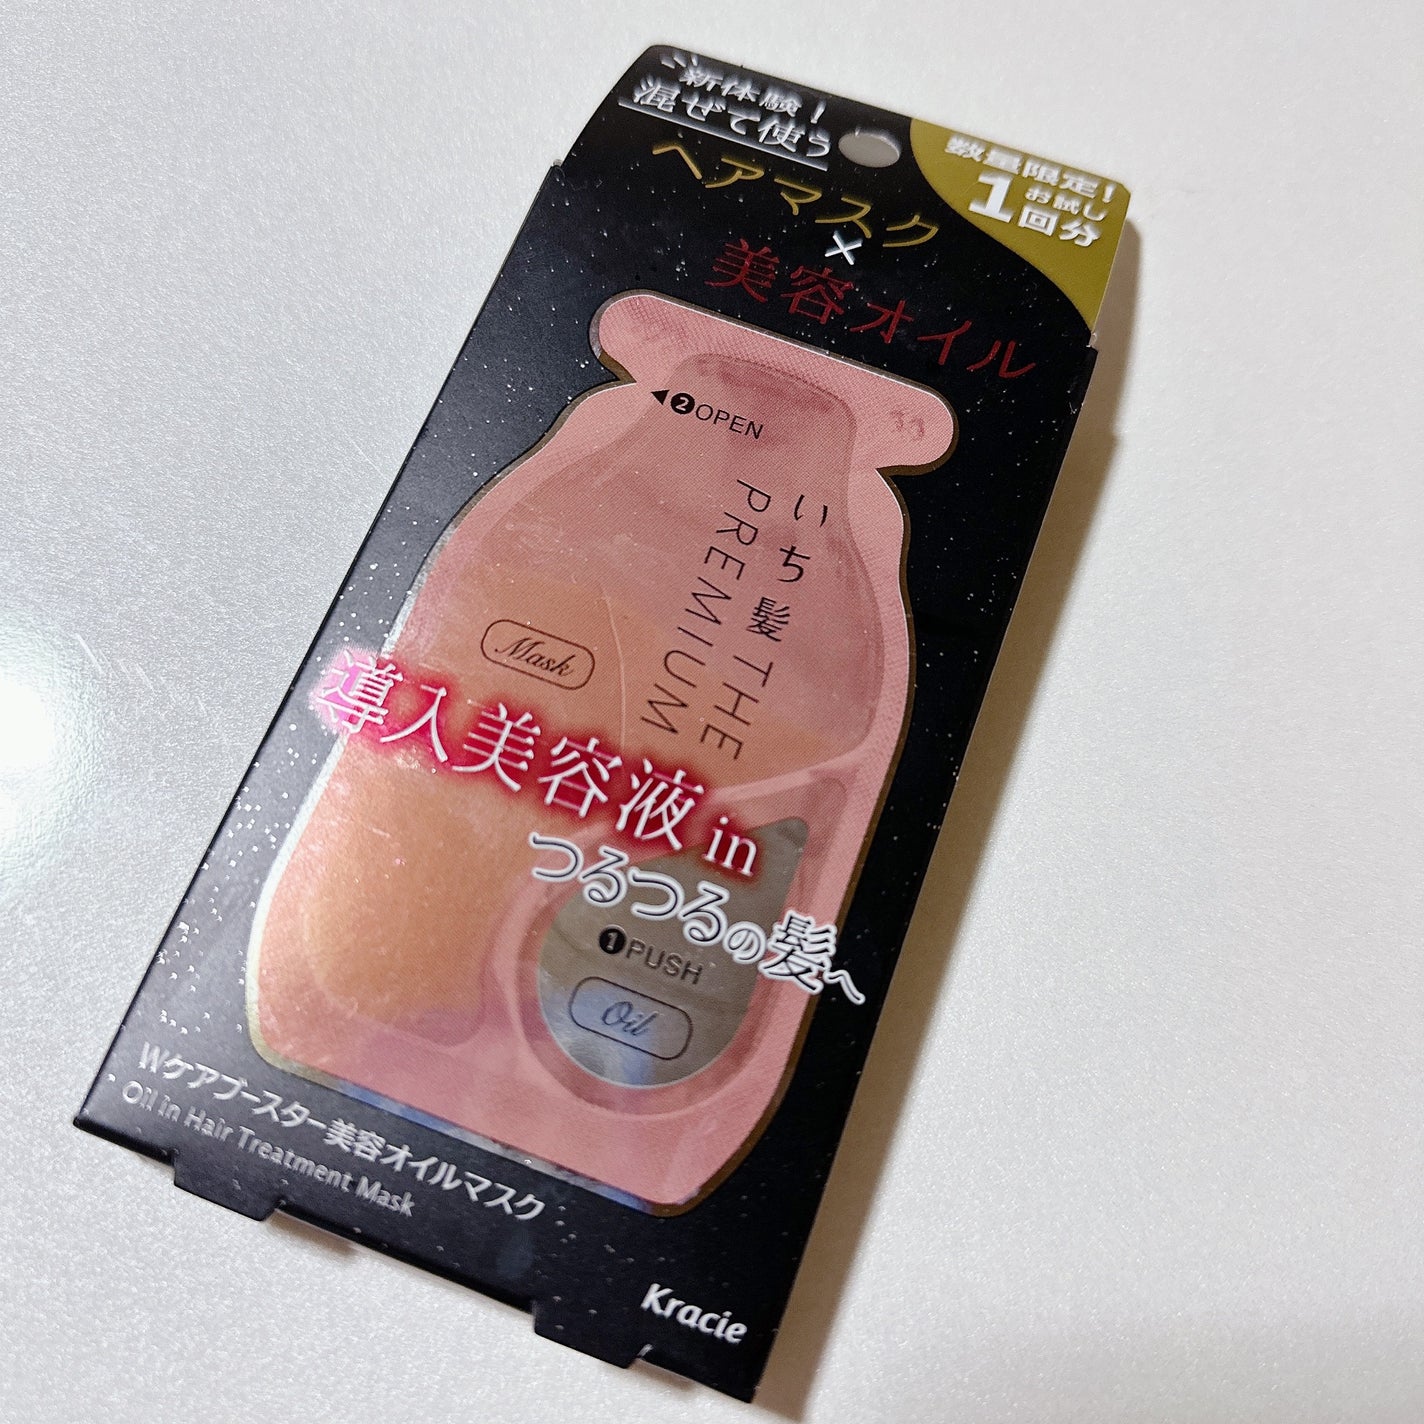 新体験！
混ぜて使う
数量限定！
お試し
1回分
ヘアマスク
×
美容オイル
◀❷OPEN
いち髪 THE
PREMIUM
Mask
導入美容液 in
つるつるの髪へ
❶PUSH
Oil
Wケアブースター美容オイルマスク
Oil in Hair Treatment Mask
Kracie